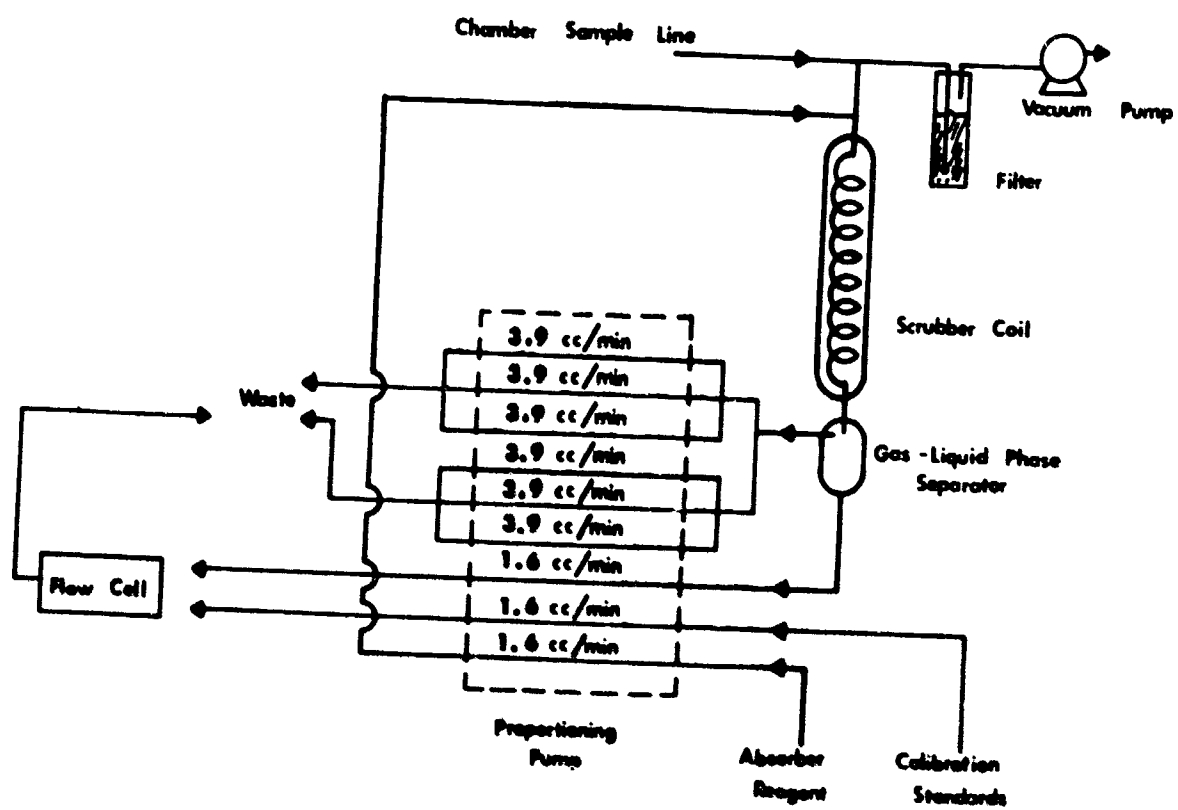 Chamber Sample Line
Vacuum Pump
Filter
Scrubber Coil
3.9 cc/min
3.9 cc/min
3.9 cc/min
3.9 cc/min
3.9 cc/min
3.9 cc/min
1.6 cc/min
1.6 cc/min
1.6 cc/min
Waste
Gas-Liquid Phase
Separator
Flow Cell
Proportioning
Pump
Absorber
Reagent
Calibration
Standards